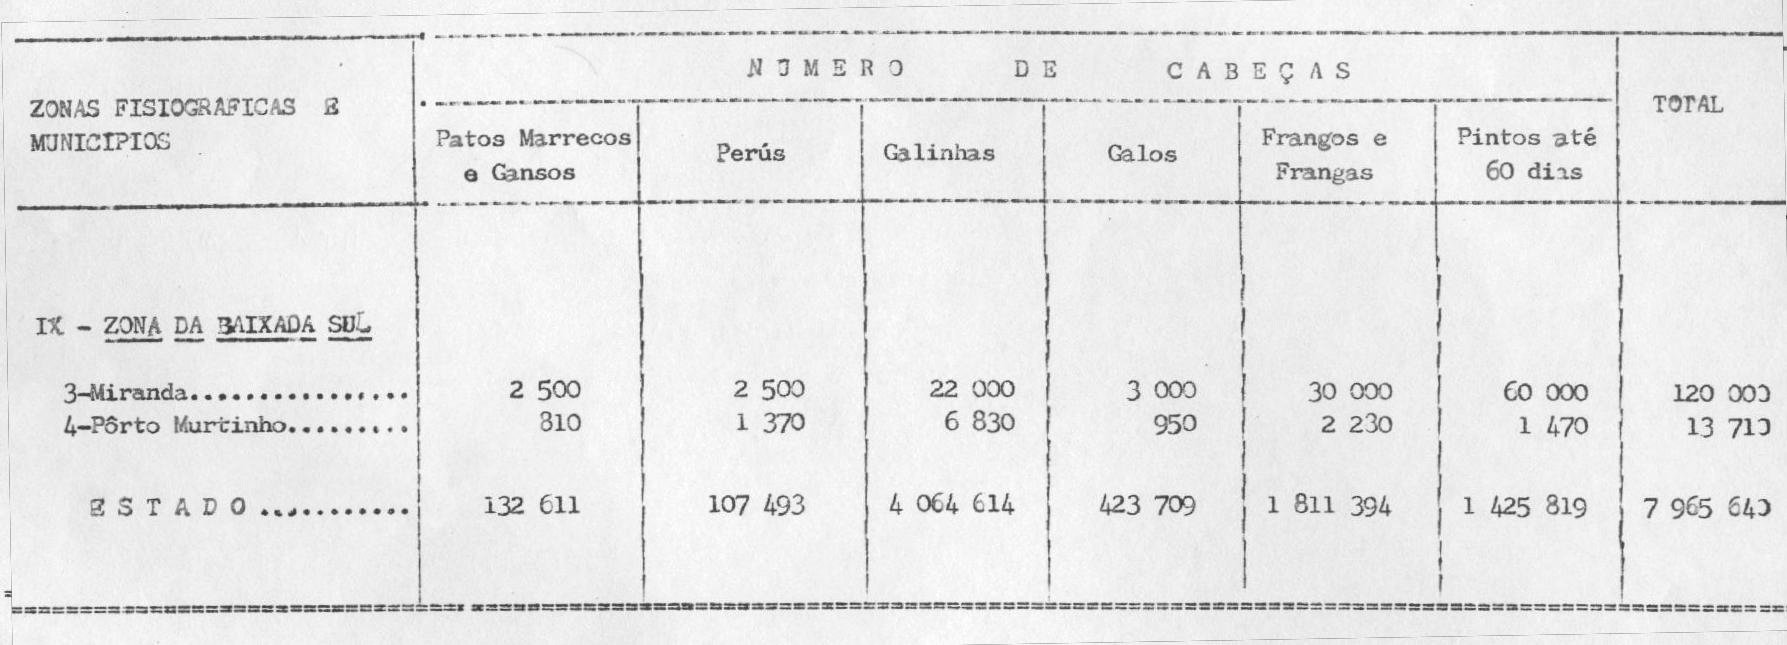 NÚMERO DE CABEÇAS
ZONAS FISIOGRAFICAS E
MUNICÍPIOS
TOTAL
Patos Marrecos
e Gansos
Perús
Galinhas
Galos
Frangos e
Frangas
Pintos até
60 dias
IX - ZONA DA BAIXADA SUL
3-Miranda................ 2 500 2 500 22 000 3 000 30 000 60 000 120 000
4-Pôrto Murtinho......... 810 1 370 6 830 950 2 230 1 470 13 710
E S T A D O ........... 132 611 107 493 4 064 614 423 709 1 811 394 1 425 819 7 965 640